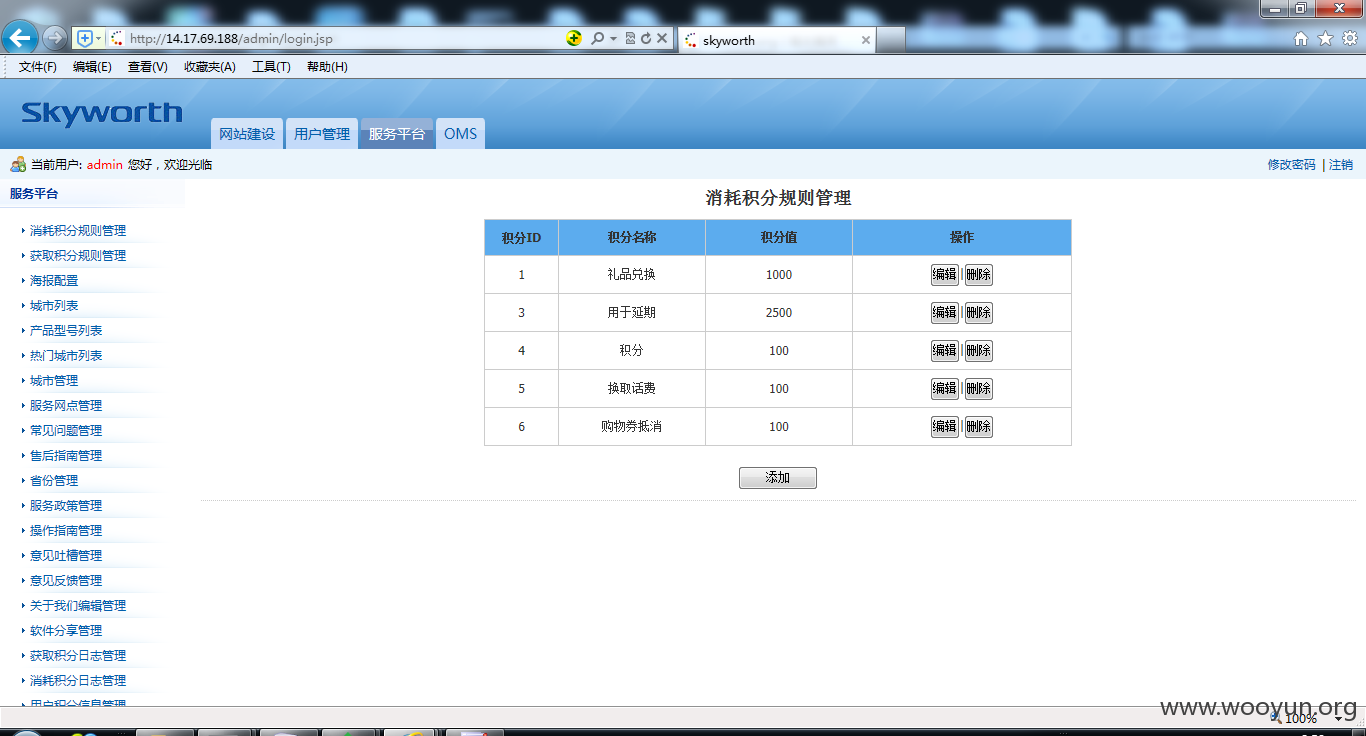 http://14.17.69.188/admin/login.jsp
skyworth
文件(F) 编辑(E) 查看(V) 收藏夹(A) 工具(T) 帮助(H)
Skyworth
网站建设 用户管理 服务平台 OMS
当前用户: admin 您好，欢迎光临
修改密码 | 注销
服务平台
消耗积分规则管理
获取积分规则管理
海报配置
城市列表
产品型号列表
热门城市列表
城市管理
服务网点管理
常见问题管理
售后指南管理
省份管理
服务政策管理
操作指南管理
意见吐槽管理
意见反馈管理
关于我们编辑管理
软件分享管理
获取积分日志管理
消耗积分日志管理
用户积分信息管理
消耗积分规则管理
积分ID 积分名称 积分值 操作
1 礼品兑换 1000 编辑 | 删除
3 用于延期 2500 编辑 | 删除
4 积分 100 编辑 | 删除
5 换取话费 100 编辑 | 删除
6 购物券抵消 100 编辑 | 删除
添加
www.wooyun.org
100%